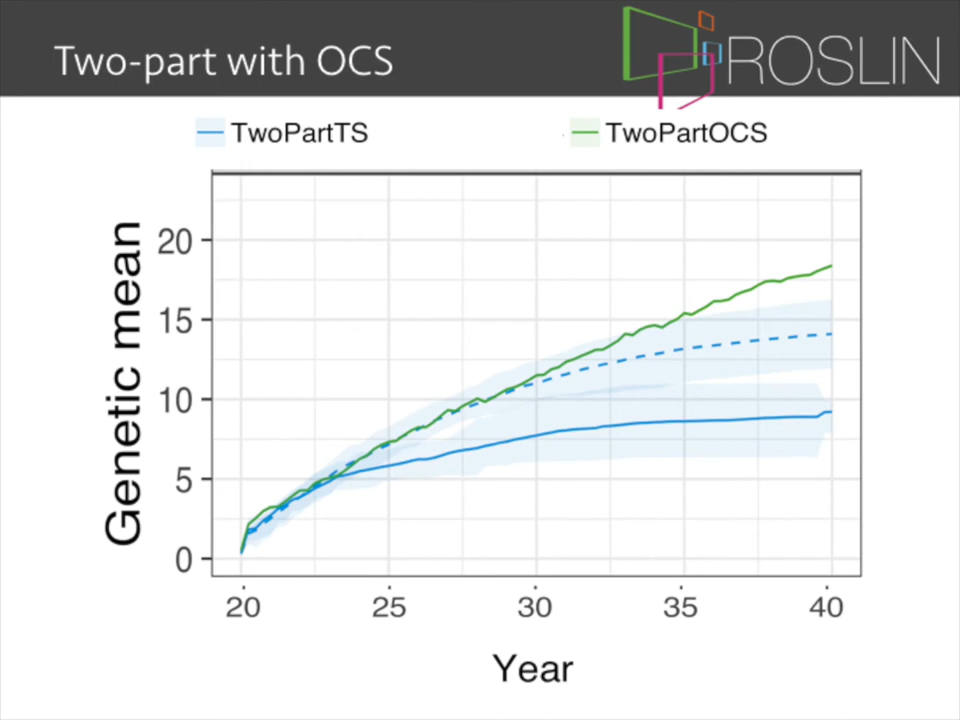 Two-part with OCS
ROSLIN
TwoPartTS
TwoPartOCS
Genetic mean
20
15
10
5
0
20 25 30 35 40
Year